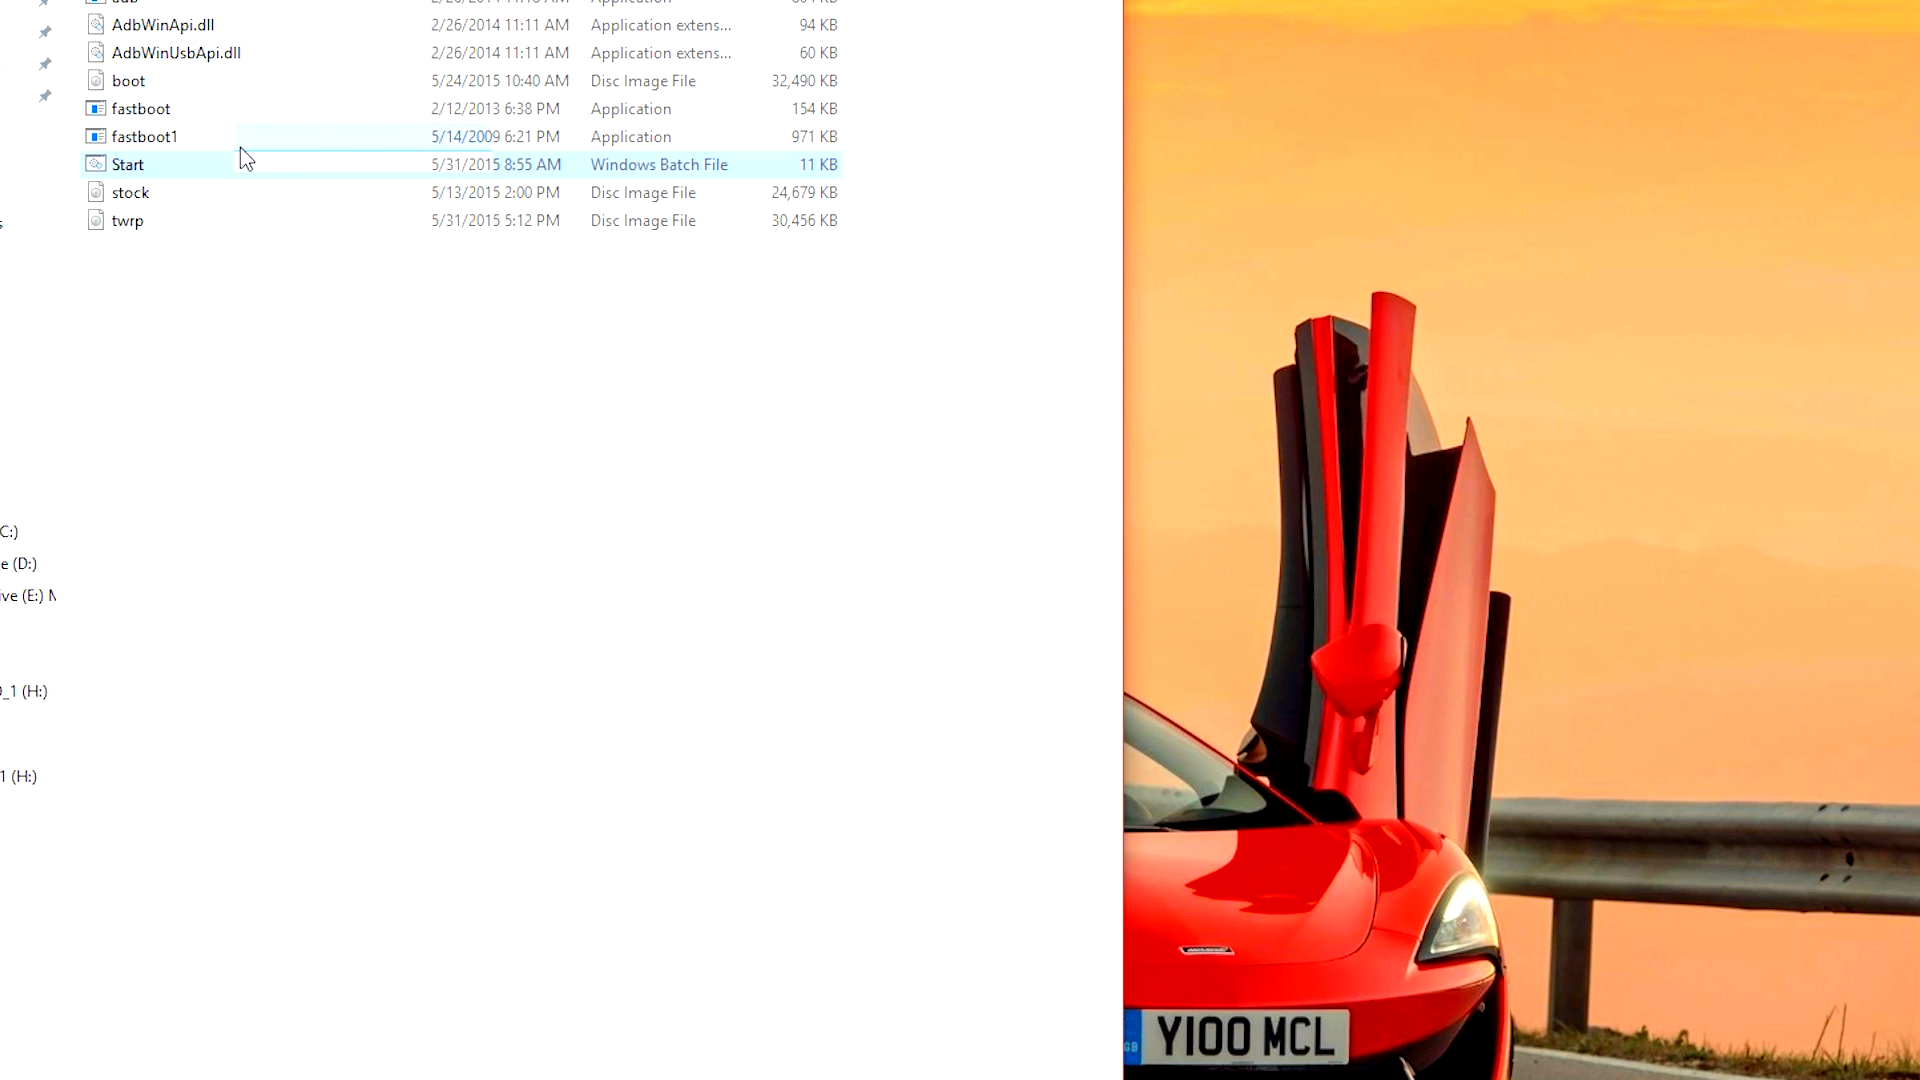 adb
AdbWinApi.dll 2/26/2014 11:11 AM Application extens... 94 KB
AdbWinUsbApi.dll 2/26/2014 11:11 AM Application extens... 60 KB
boot 5/24/2015 10:40 AM Disc Image File 32,490 KB
fastboot 2/12/2013 6:38 PM Application 154 KB
fastboot1 5/14/2009 6:21 PM Application 971 KB
Start 5/31/2015 8:55 AM Windows Batch File 11 KB
stock 5/13/2015 2:00 PM Disc Image File 24,679 KB
twrp 5/31/2015 5:12 PM Disc Image File 30,456 KB
C:)
e (D:)
ive (E:) M
_1 (H:)
1 (H:)
GB Y100 MCL